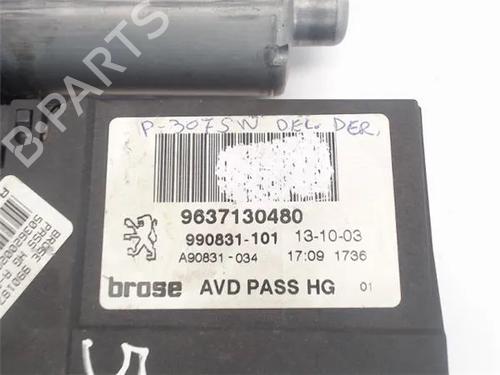 B-PARTS
P-307SW DEL. DER.
9637130480
990831-101 13-10-03
A90831-034 17:09 1736
brose AVD PASS HG 01